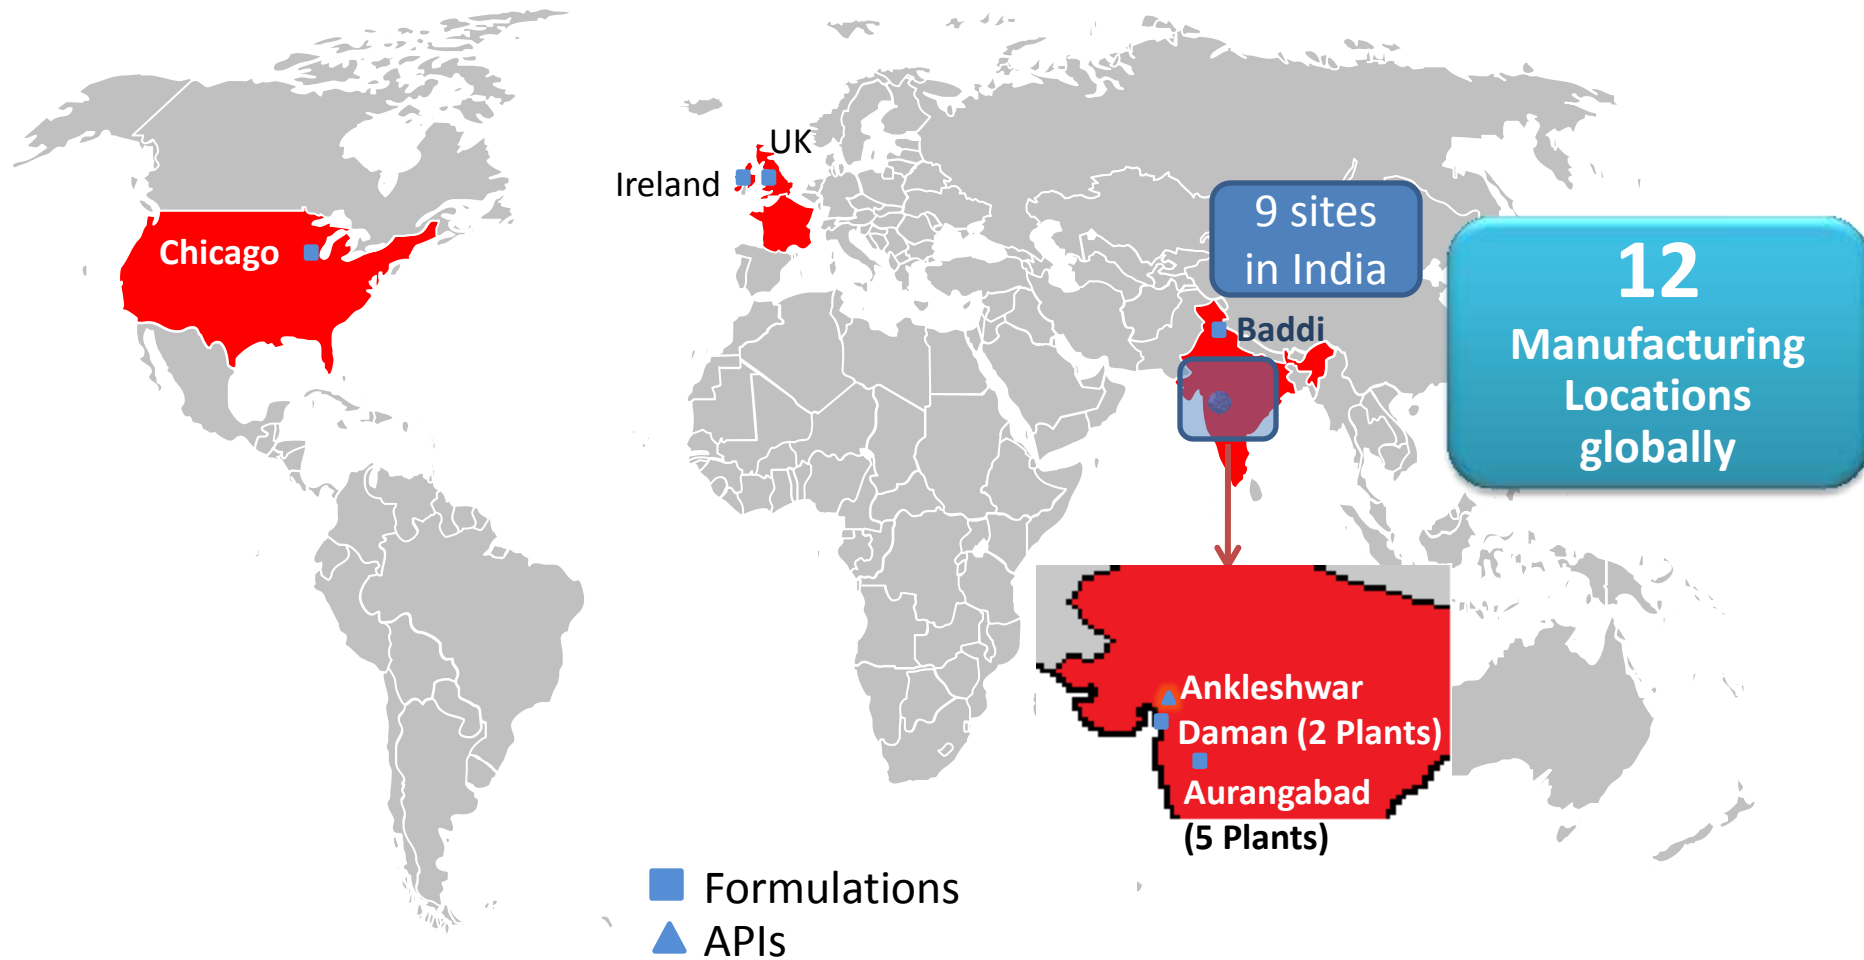 UK
Ireland
Chicago
9 sites
in India
12
Manufacturing
Locations
globally
Baddi
Ankleshwar
Daman (2 Plants)
Aurangabad
(5 Plants)
Formulations
APIs